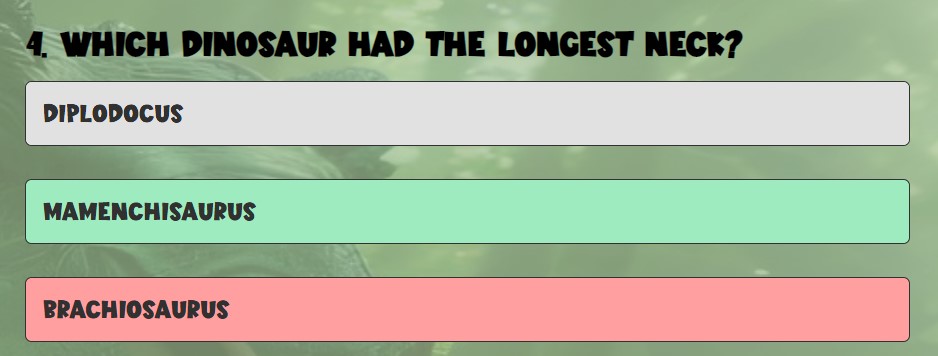 4. WHICH DINOSAUR HAD THE LONGEST NECK?
DIPLODOCUS
MAMENCHISAURUS
BRACHIOSAURUS